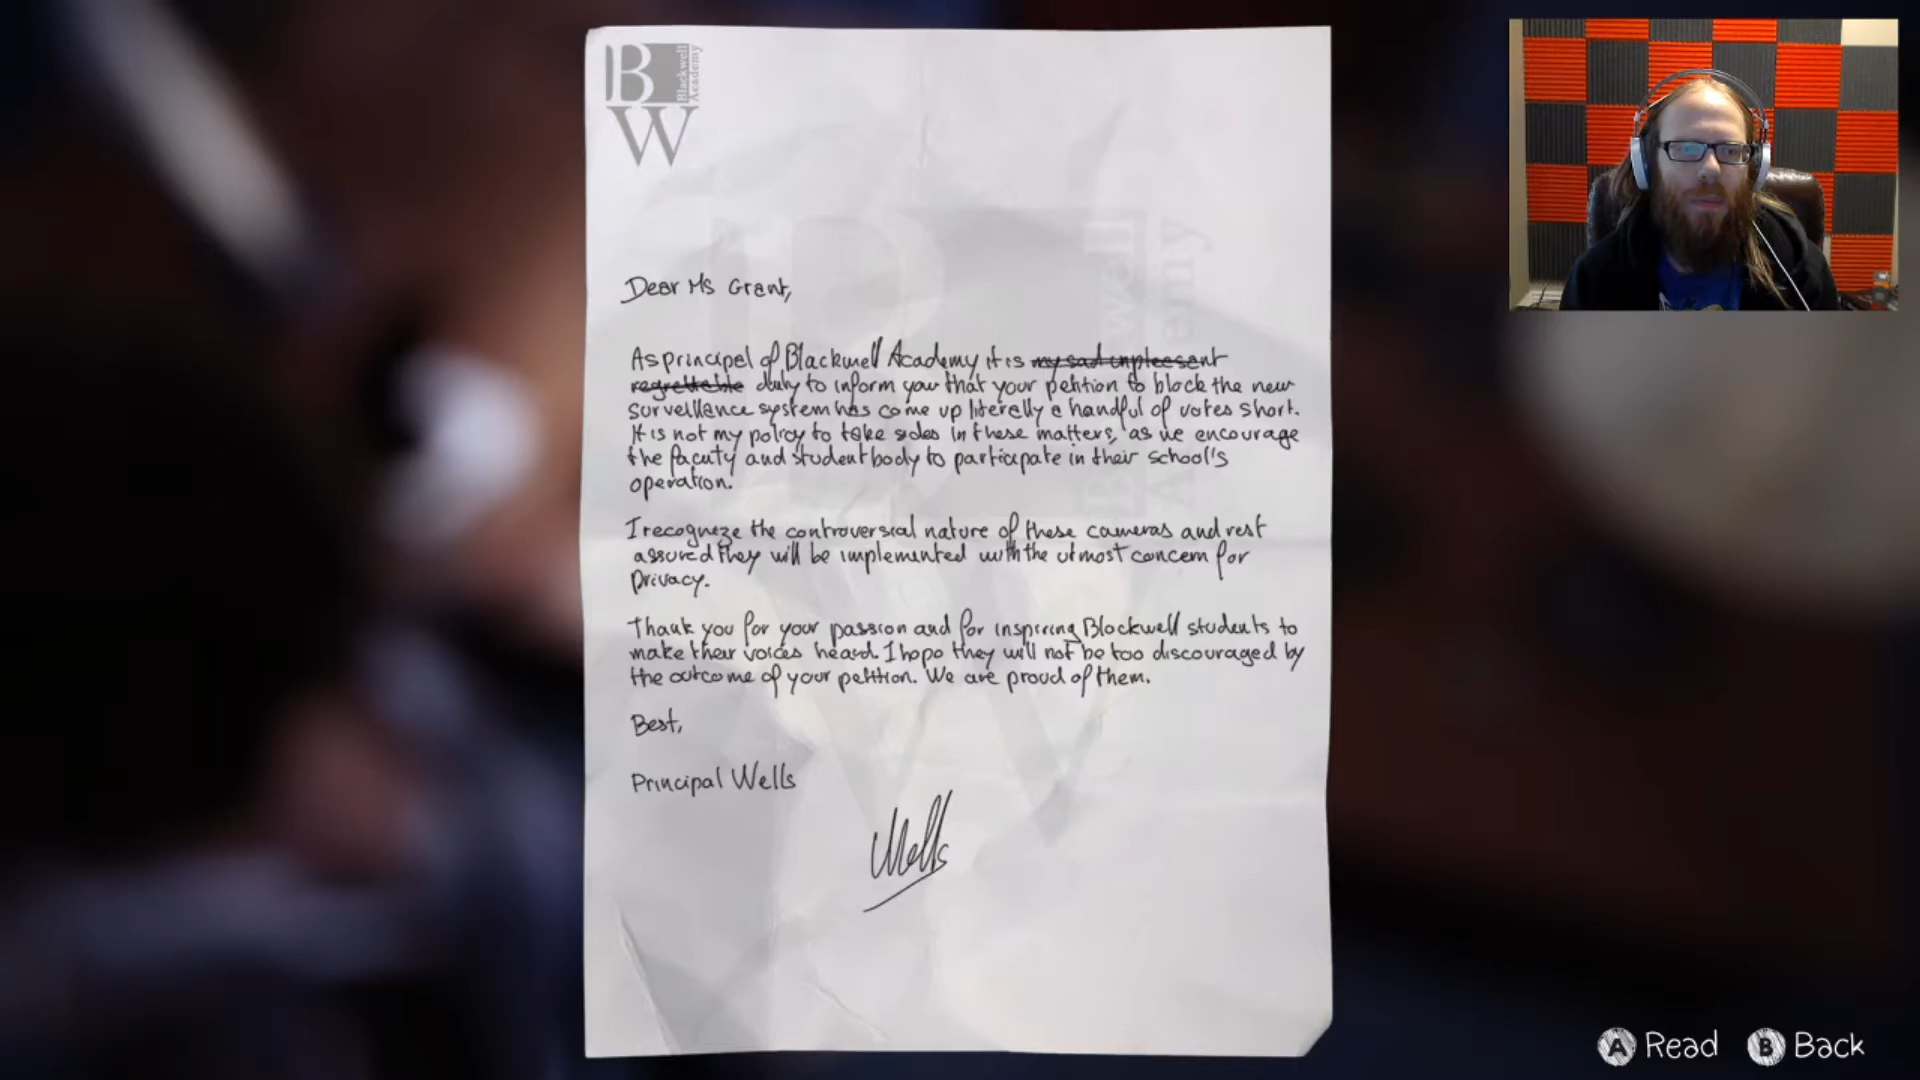 B
Blackwell
Academy
W
Dear Ms Grant,
As principal of Blackwell Academy it is my sad unpleasent
regrettable duty to inform you that your petition to block the new
surveillance system has come up literally a handful of votes short.
It is not my policy to take sides in these matters, as we encourage
the facuty and student body to participate in their school's
operation.
I recogneze the controversial nature of these cameras and rest
assured they will be implemented with the utmost concern for
privacy.
Thank you for your passion and for inspiring Blackwell students to
make their voices heard. I hope they will not be too discouraged by
the outcome of your petition. We are proud of them.
Best,
Principal Wells
Wells
A Read B Back